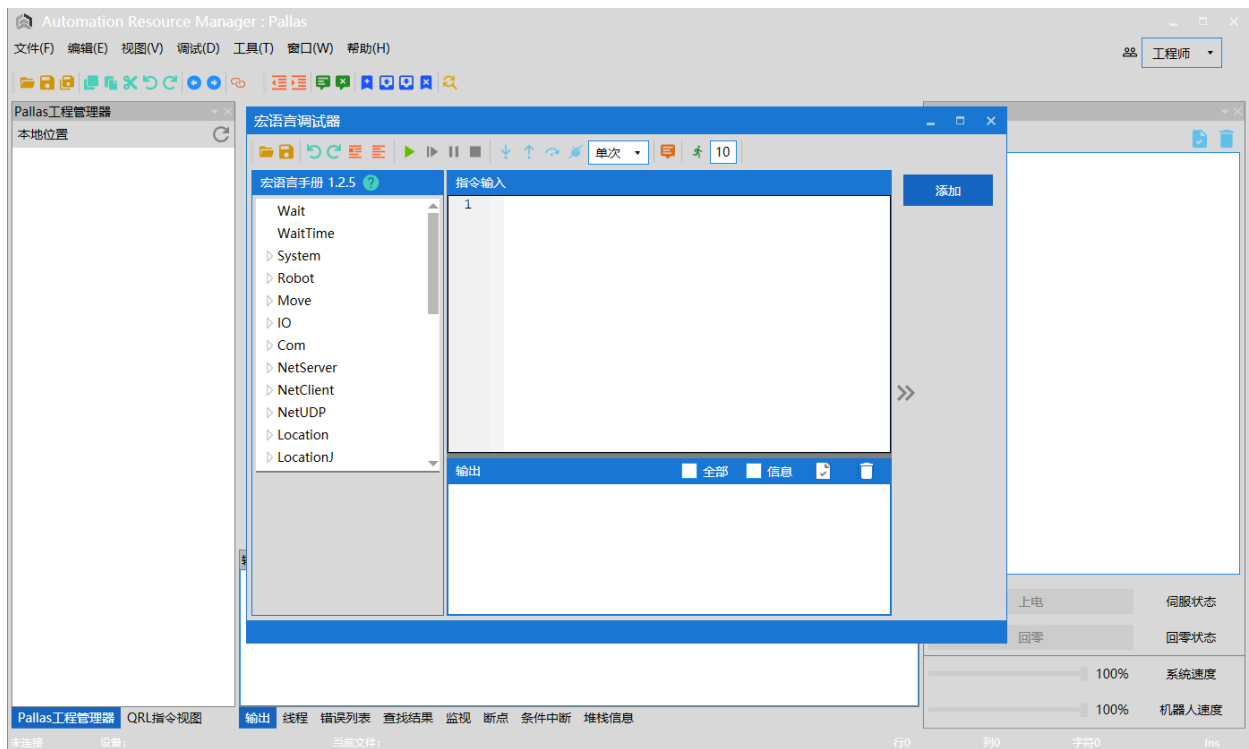 Automation Resource Manager : Pallas
文件(F) 编辑(E) 视图(V) 调试(D) 工具(T) 窗口(W) 帮助(H)
工程师
Pallas工程管理器
本地位置
宏语言调试器
单次
10
宏语言手册 1.2.5 ?
指令输入
添加
1
Wait
WaitTime
System
Robot
Move
IO
Com
NetServer
NetClient
NetUDP
Location
LocationJ
输出
全部
信息
上电 伺服状态
回零 回零状态
100% 系统速度
100% 机器人速度
Pallas工程管理器 QRL指令视图
输出 线程 错误列表 查找结果 监视 断点 条件中断 堆栈信息
未连接 设备: 当前文件: 行0 列0 字符0 Ins